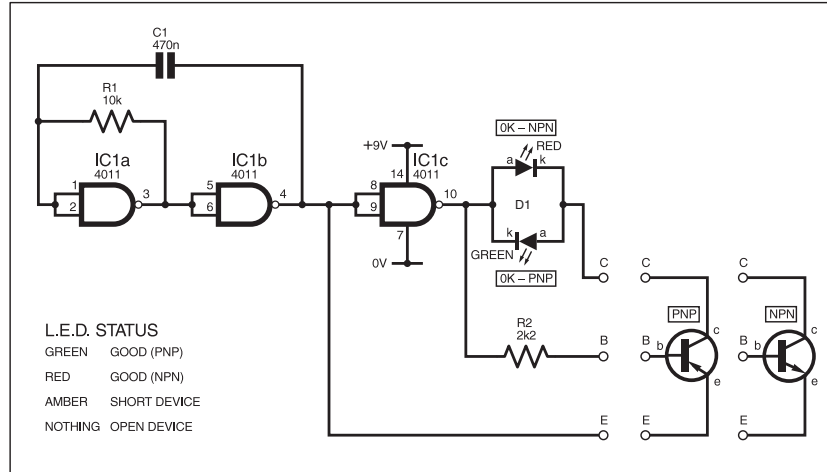 C1
470n
R1
10k
IC1a
4011
1
2
3
IC1b
4011
5
6
4
+9V
14
IC1c
4011
8
9
10
7
0V
0K – NPN
RED
a
k
D1
k
a
GREEN
0K – PNP
R2
2k2
C
B
E
C
PNP
c
B
b
e
E
C
NPN
c
B
b
e
E
L.E.D. STATUS
GREEN GOOD (PNP)
RED GOOD (NPN)
AMBER SHORT DEVICE
NOTHING OPEN DEVICE